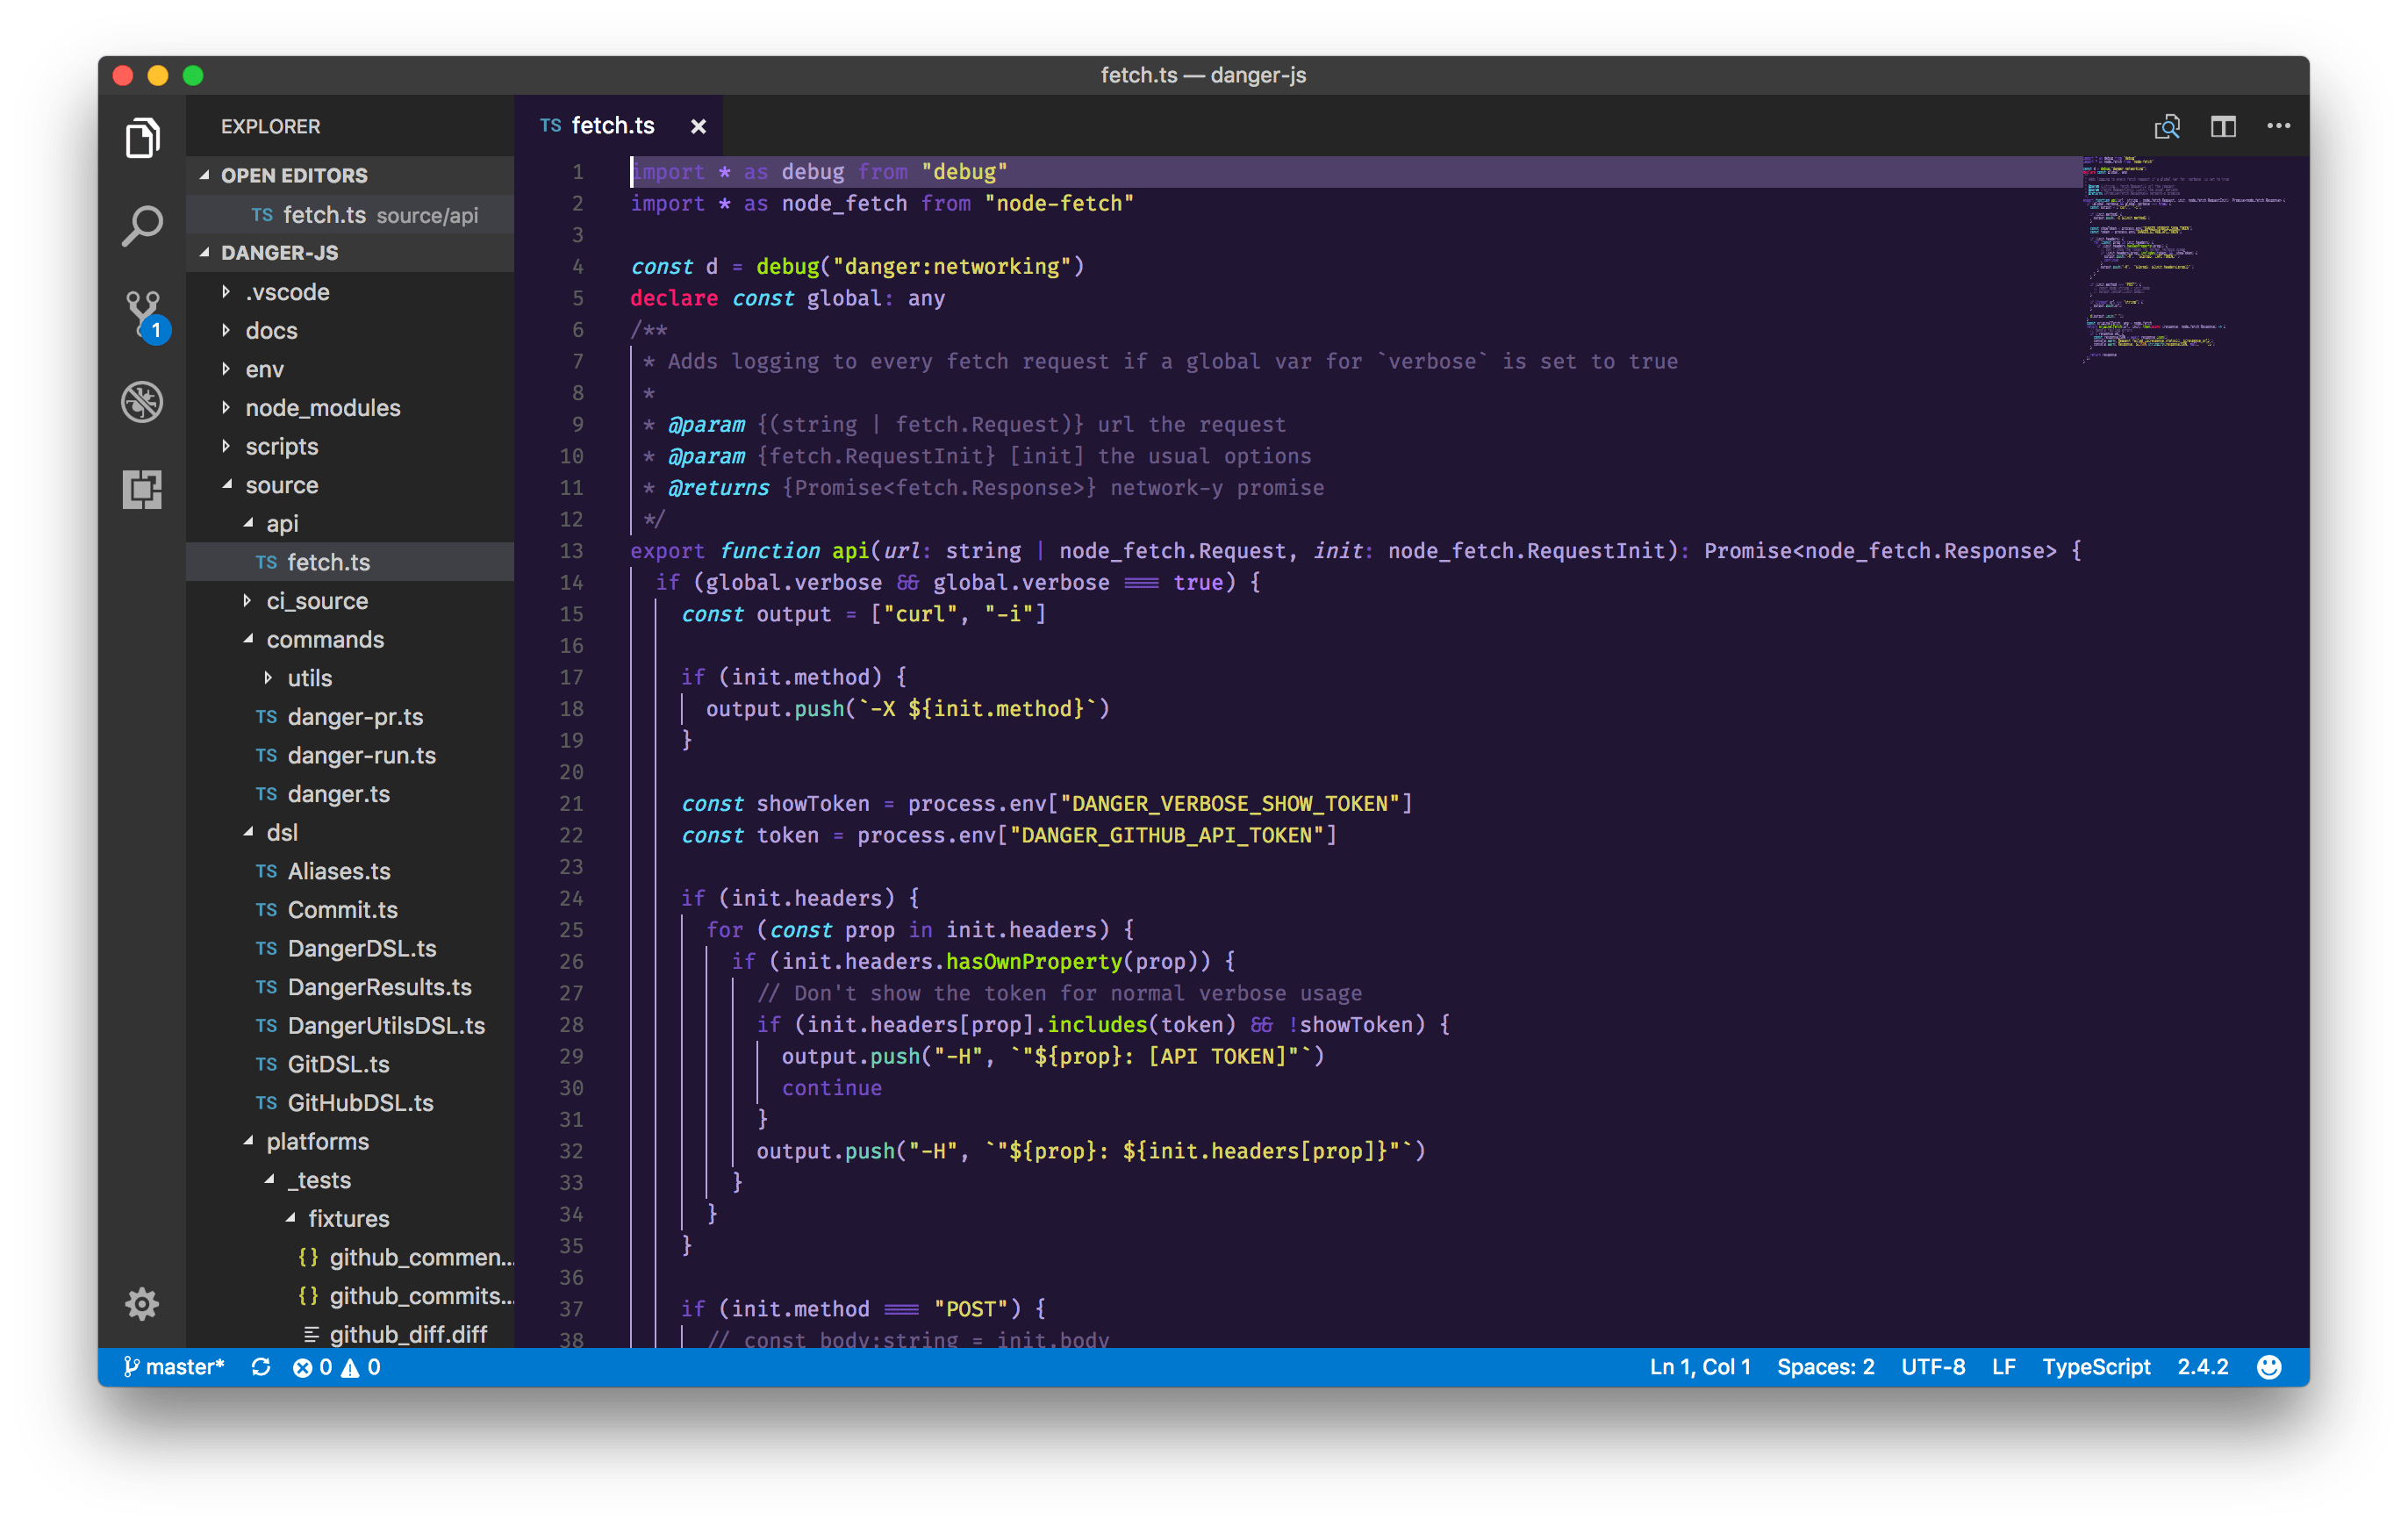 fetch.ts — danger-js
EXPLORER
OPEN EDITORS
TS fetch.ts source/api
DANGER-JS
.vscode
docs
env
node_modules
scripts
source
api
TS fetch.ts
ci_source
commands
utils
TS danger-pr.ts
TS danger-run.ts
TS danger.ts
dsl
TS Aliases.ts
TS Commit.ts
TS DangerDSL.ts
TS DangerResults.ts
TS DangerUtilsDSL.ts
TS GitDSL.ts
TS GitHubDSL.ts
platforms
_tests
fixtures
{} github_commen...
{} github_commits...
github_diff.diff
1
TS fetch.ts ×
1 import * as debug from "debug"
2 import * as node_fetch from "node-fetch"
3
4 const d = debug("danger:networking")
5 declare const global: any
6 /**
7  * Adds logging to every fetch request if a global var for `verbose` is set to true
8  *
9  * @param {(string | fetch.Request)} url the request
10  * @param {fetch.RequestInit} [init] the usual options
11  * @returns {Promise<fetch.Response>} network-y promise
12  */
13 export function api(url: string | node_fetch.Request, init: node_fetch.RequestInit): Promise<node_fetch.Response> {
14   if (global.verbose && global.verbose === true) {
15     const output = ["curl", "-i"]
16
17     if (init.method) {
18       output.push(`-X ${init.method}`)
19     }
20
21     const showToken = process.env["DANGER_VERBOSE_SHOW_TOKEN"]
22     const token = process.env["DANGER_GITHUB_API_TOKEN"]
23
24     if (init.headers) {
25       for (const prop in init.headers) {
26         if (init.headers.hasOwnProperty(prop)) {
27           // Don't show the token for normal verbose usage
28           if (init.headers[prop].includes(token) && !showToken) {
29             output.push("-H", `"${prop}: [API TOKEN]"`)
30             continue
31           }
32           output.push("-H", `"${prop}: ${init.headers[prop]}"`)
33         }
34       }
35     }
36
37     if (init.method === "POST") {
38       // const body:string = init.body
master* 0 0
Ln 1, Col 1 Spaces: 2 UTF-8 LF TypeScript 2.4.2